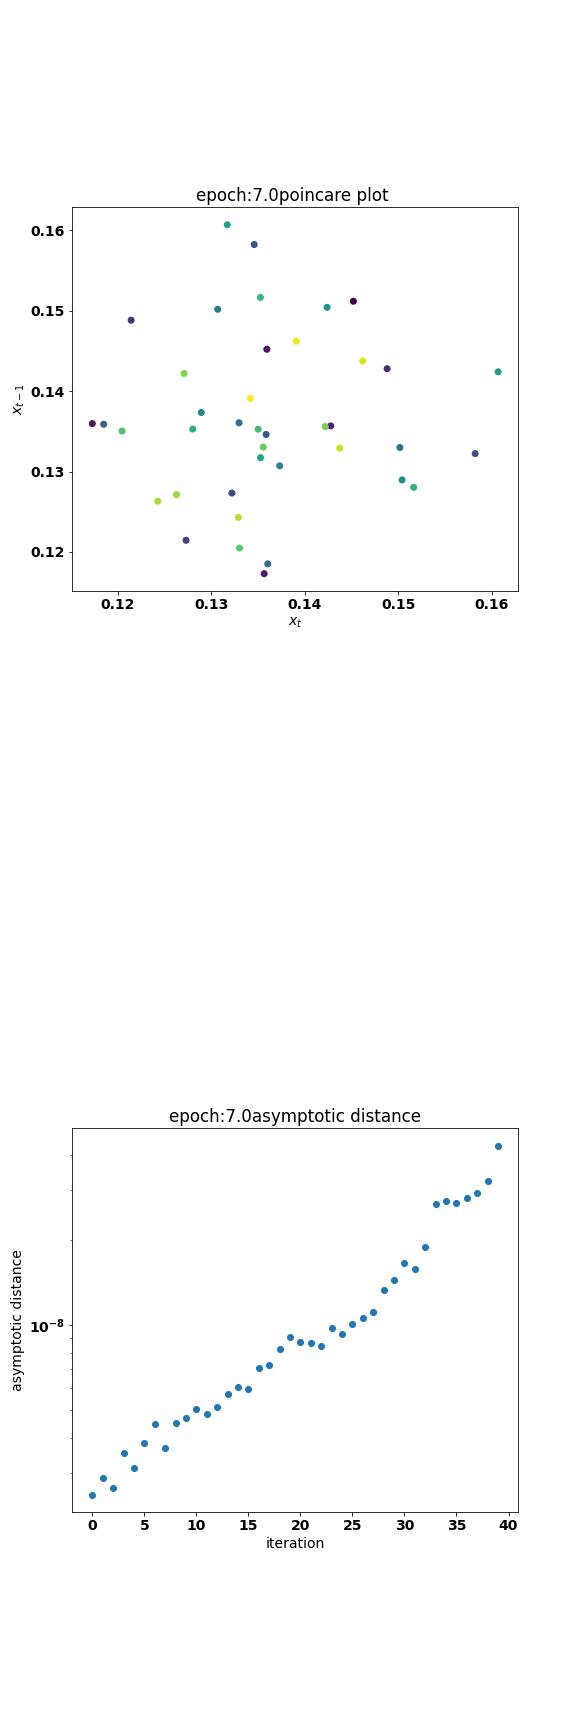 epoch:7.0poincare plot
0.16
0.15
0.14
0.13
0.12
x_{t-1}
0.12 0.13 0.14 0.15 0.16
x_t
epoch:7.0asymptotic distance
asymptotic distance
10^{-8}
0 5 10 15 20 25 30 35 40
iteration